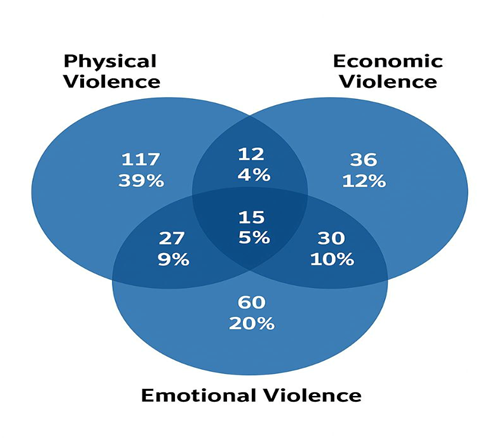 Physical
Violence
Economic
Violence
117
39%
12
4%
36
12%
15
5%
27
9%
30
10%
60
20%
Emotional Violence